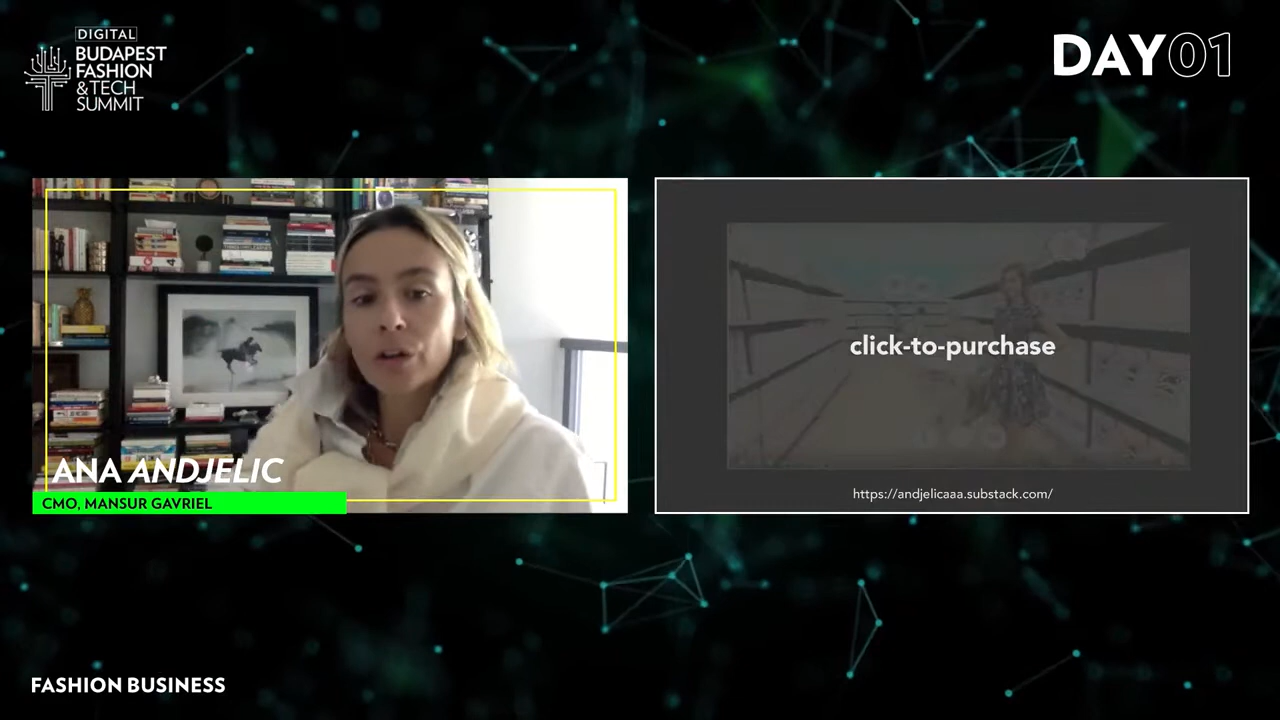 DIGITAL
BUDAPEST
FASHION
&TECH
SUMMIT
DAY01
click-to-purchase
https://andjelicaaa.substack.com/
ANA ANDJELIC
CMO, MANSUR GAVRIEL
FASHION BUSINESS